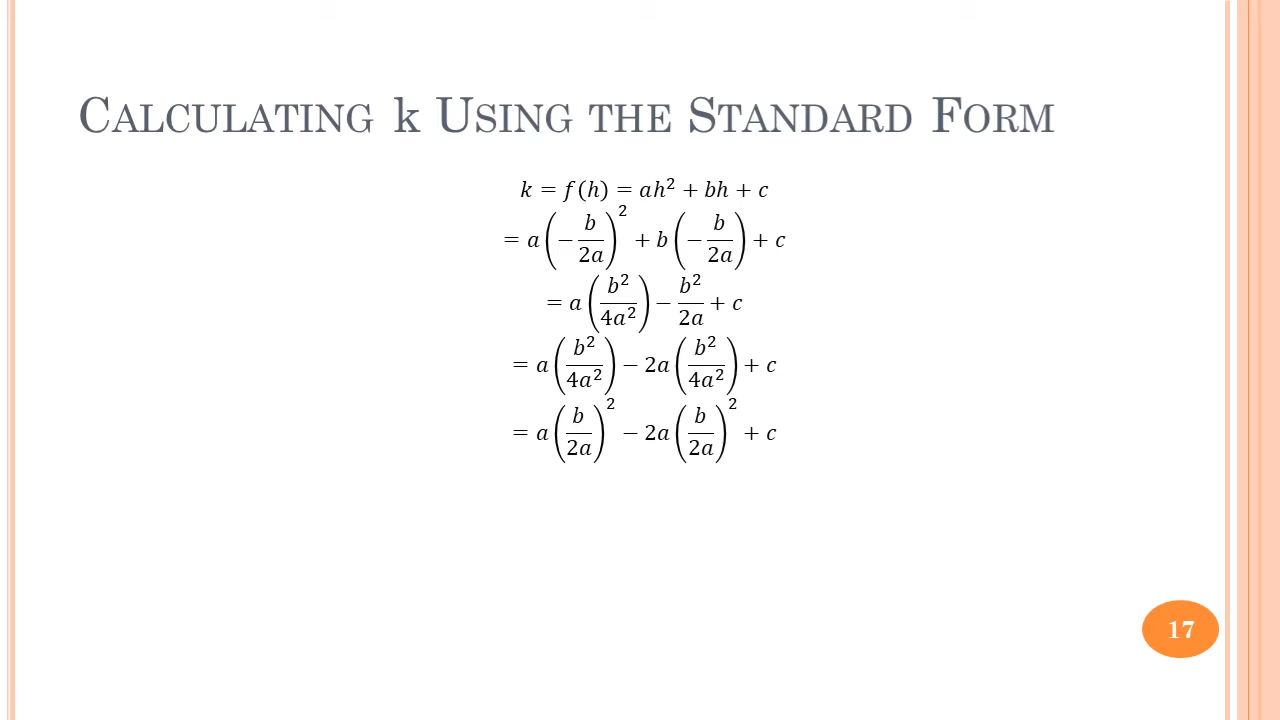 CALCULATING k USING THE STANDARD FORM
k = f(h) = ah² + bh + c
= a(−b/2a)² + b(−b/2a) + c
= a(b²/4a²) − b²/2a + c
= a(b²/4a²) − 2a(b²/4a²) + c
= a(b/2a)² − 2a(b/2a)² + c
17